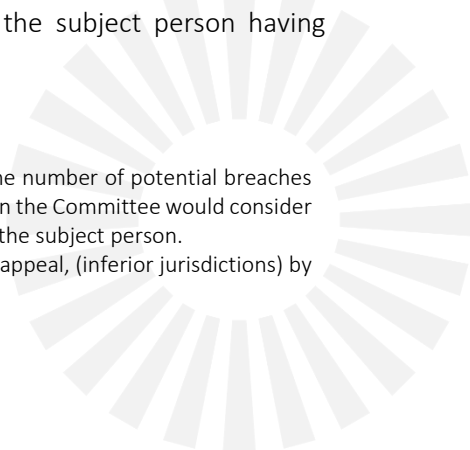 the subject person having
ne number of potential breaches
n the Committee would consider
the subject person.
appeal, (inferior jurisdictions) by